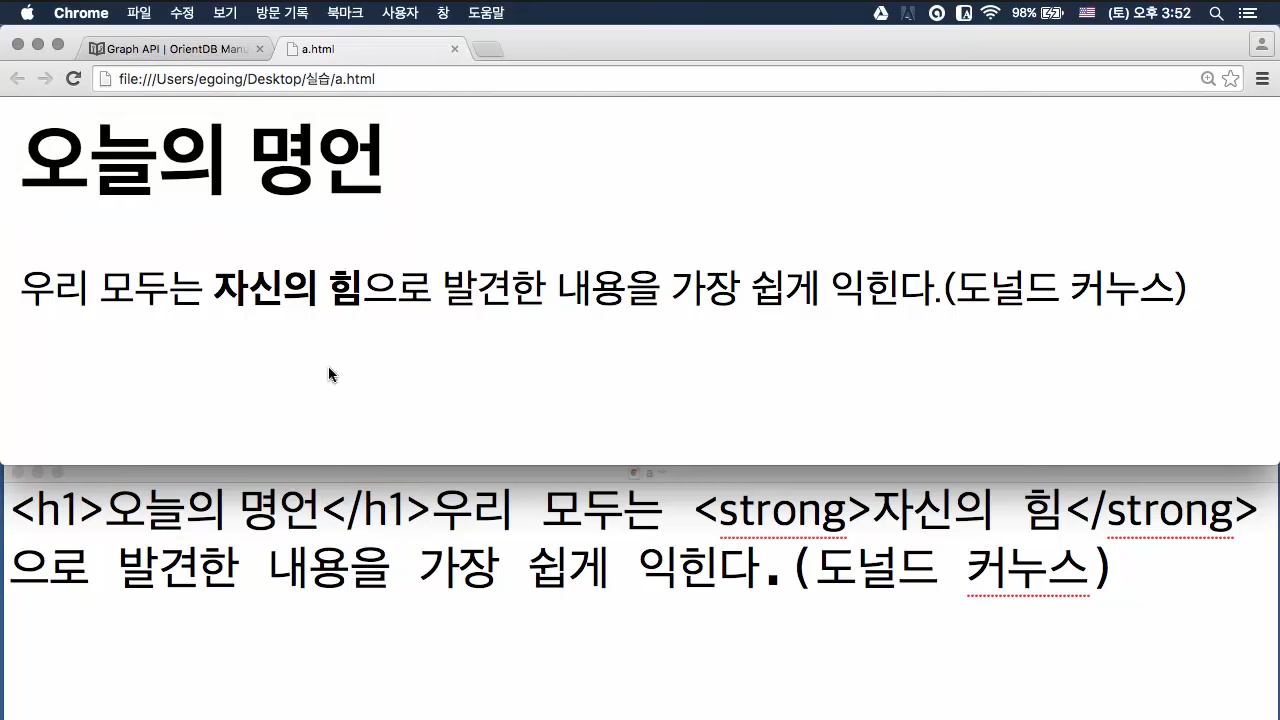 Chrome 파일 수정 보기 방문 기록 북마크 사용자 창 도움말 98% (토) 오후 3:52
Graph API | OrientDB Manu a.html
file:///Users/egoing/Desktop/실습/a.html
오늘의 명언
우리 모두는 자신의 힘으로 발견한 내용을 가장 쉽게 익힌다.(도널드 커누스)
a
<h1>오늘의 명언</h1>우리 모두는 <strong>자신의 힘</strong>
으로 발견한 내용을 가장 쉽게 익힌다.(도널드 커누스)